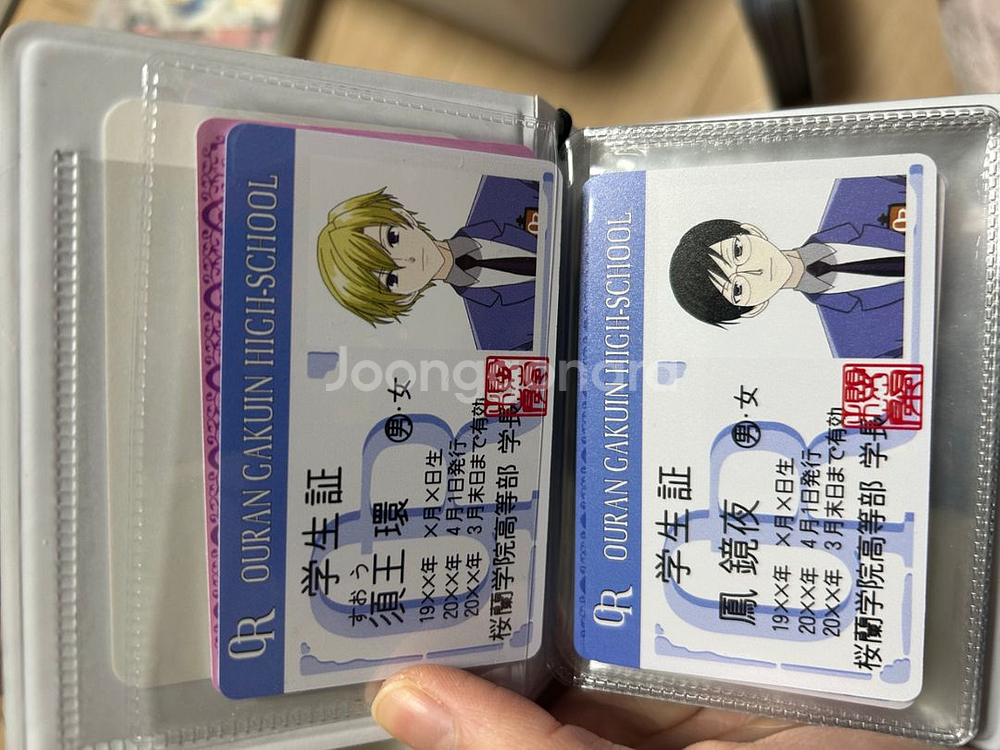 OR OURAN GAKUIN HIGH-SCHOOL
学生証
すおう
須王 環 男・女
19××年 ×月×日生
20××年 4月1日発行
20××年 3月末日まで有効
桜蘭学院高等部 学長
OR OURAN GAKUIN HIGH-SCHOOL
学生証
鳳 鏡夜 男・女
19××年 ×月×日生
20××年 4月1日発行
20××年 3月末日まで有効
桜蘭学院高等部 学長
Joongonara